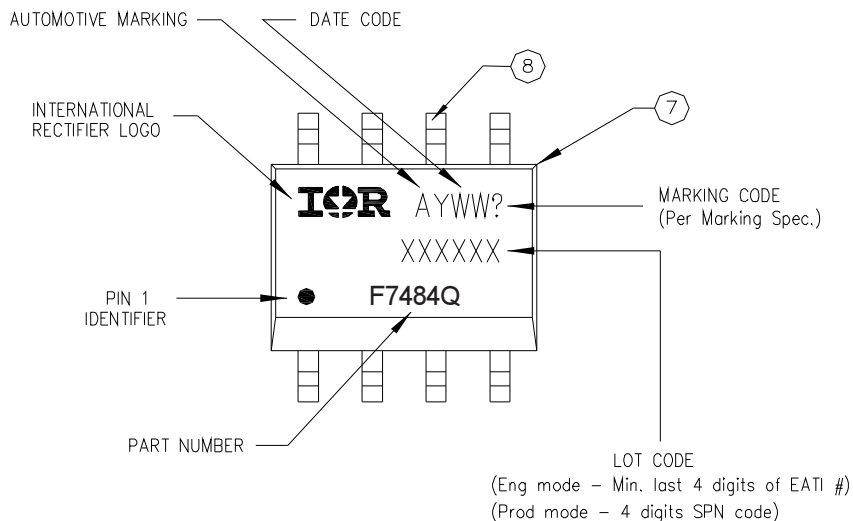 AUTOMOTIVE MARKING
DATE CODE
8
INTERNATIONAL
RECTIFIER LOGO
7
IOR
AYWW?
MARKING CODE
(Per Marking Spec.)
XXXXXX
PIN 1
IDENTIFIER
F7484Q
PART NUMBER
LOT CODE
(Eng mode – Min. last 4 digits of EATI #)
(Prod mode – 4 digits SPN code)